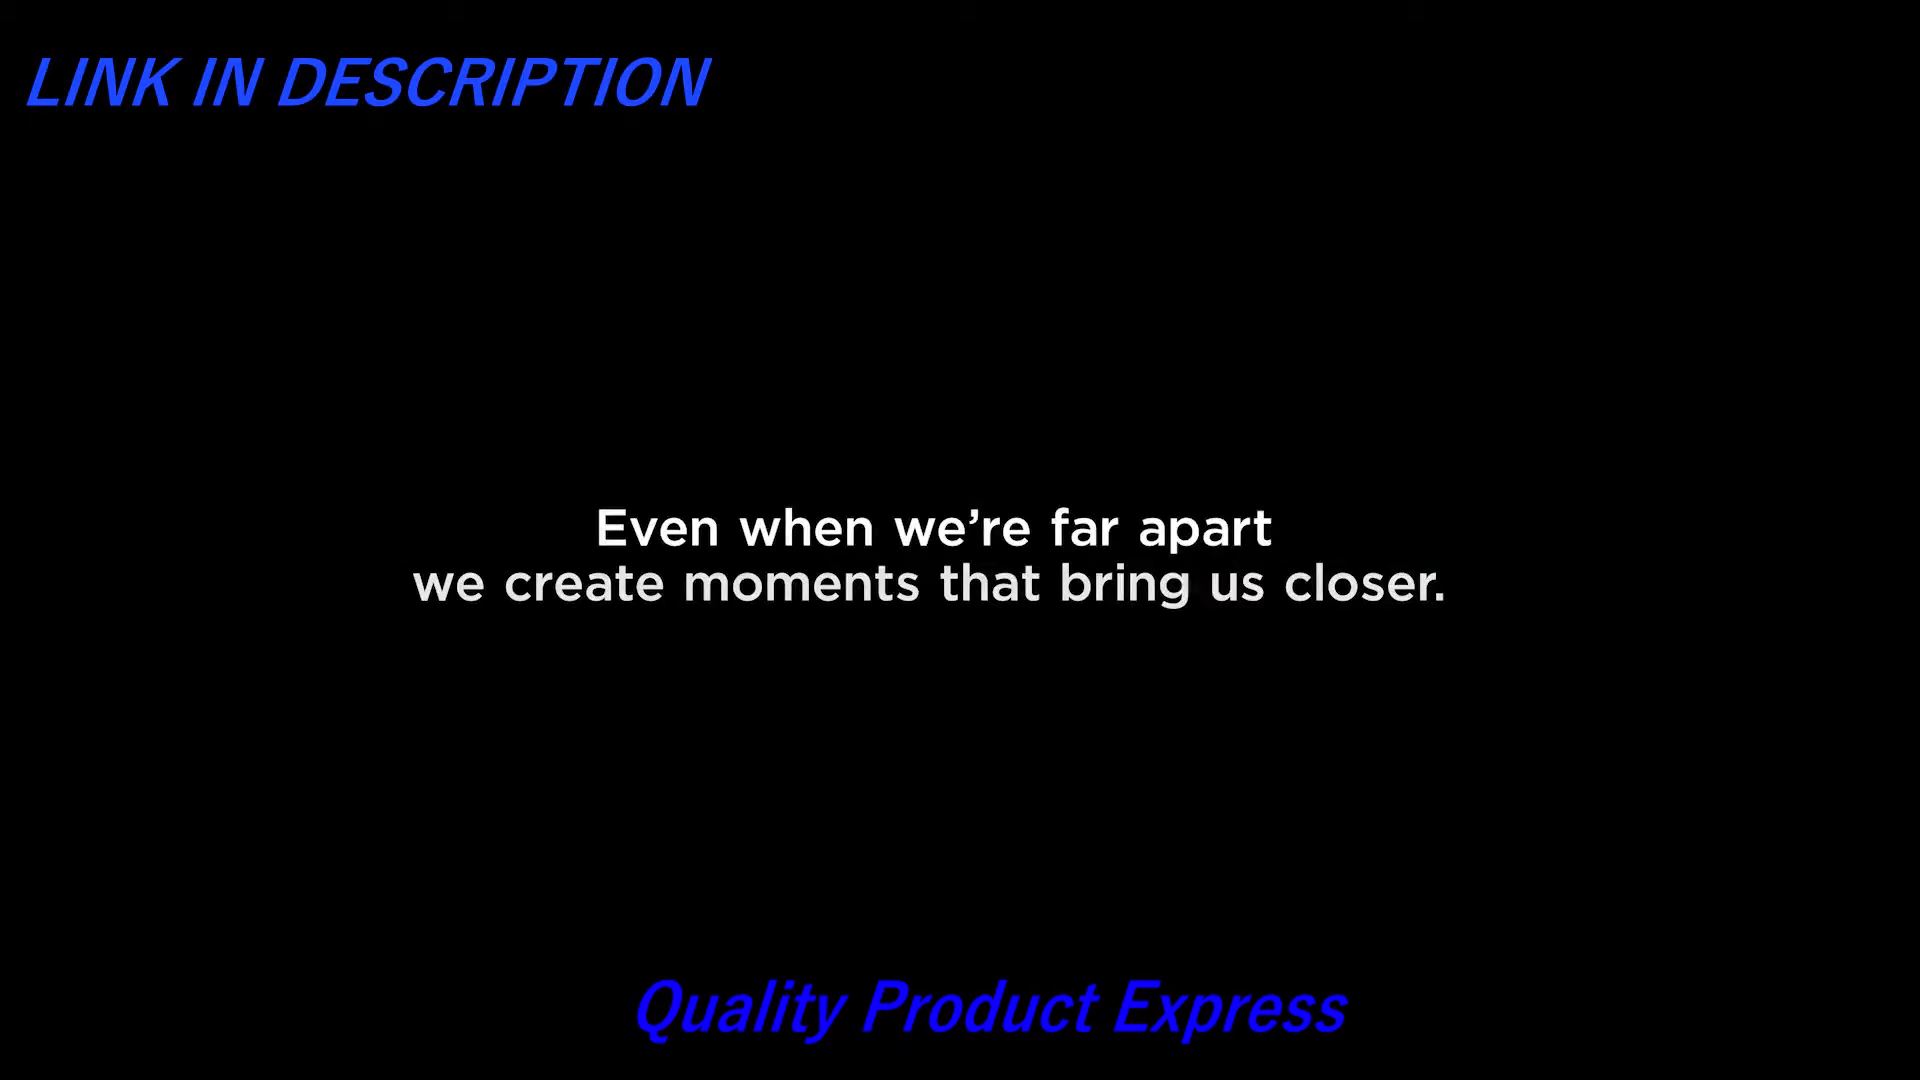 LINK IN DESCRIPTION
Even when we’re far apart
we create moments that bring us closer.
Quality Product Express